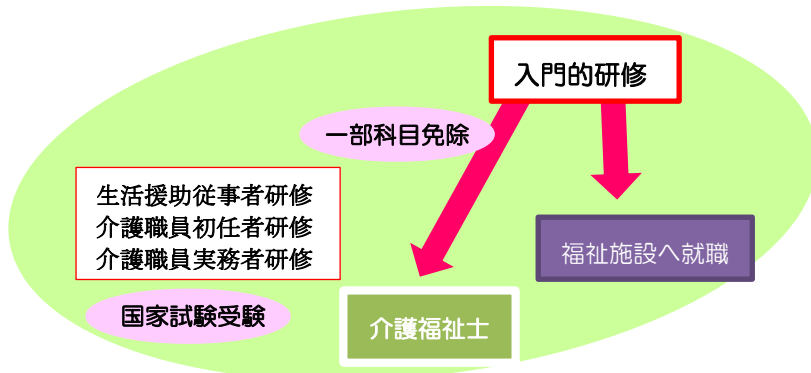 入門的研修
一部科目免除
生活援助従事者研修
介護職員初任者研修
介護職員実務者研修
福祉施設へ就職
国家試験受験
介護福祉士